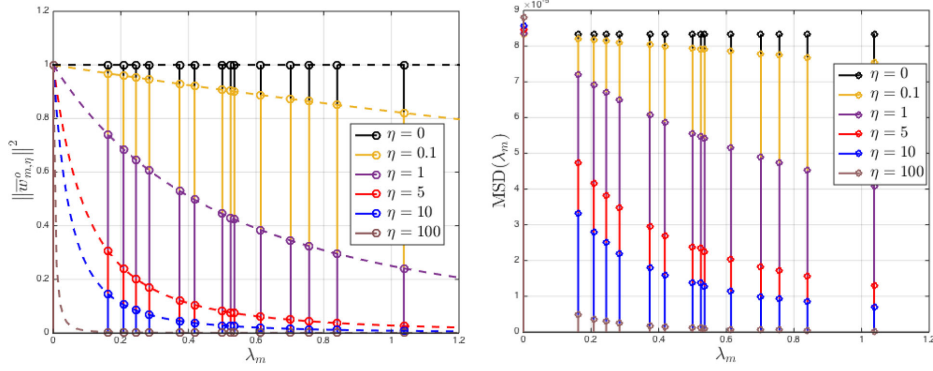 1.2
1
0.8
0.6
0.4
0.2
0
‖w̄ᵒₘ,η‖²
η = 0
η = 0.1
η = 1
η = 5
η = 10
η = 100
0 0.2 0.4 0.6 0.8 1 1.2
λₘ
9
8
7
6
5
4
3
2
1
0
MSD(λₘ)
η = 0
η = 0.1
η = 1
η = 5
η = 10
η = 100
0 0.2 0.4 0.6 0.8 1 1.2
λₘ